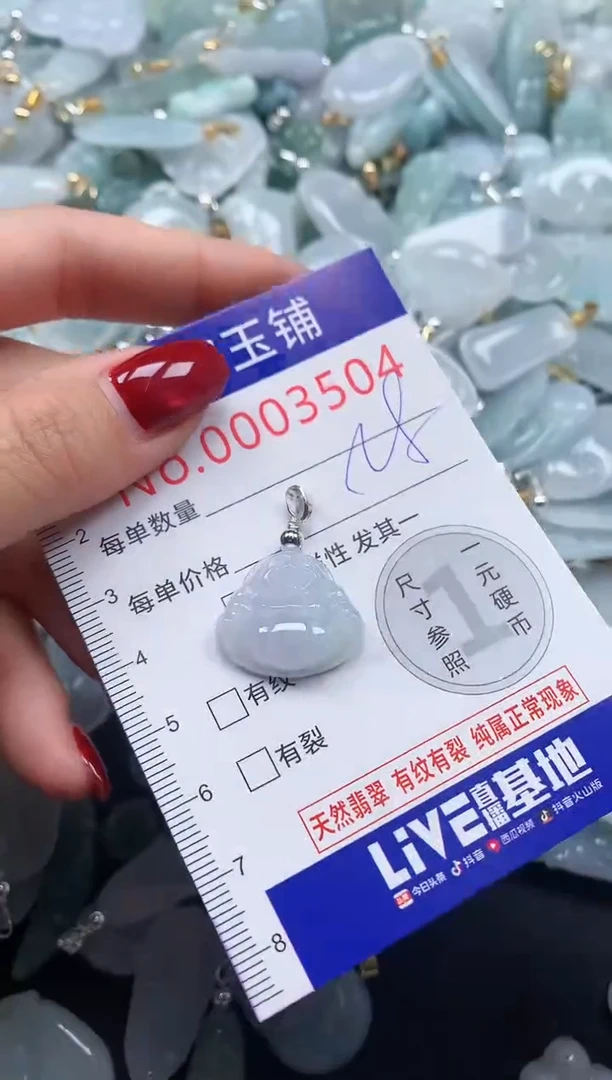 玉铺
No.0003504
每单数量
每单价格
性 发其一
2
3
4
5
6
7
8
一元硬币
1
尺寸参照
有纹
有裂
天然翡翠 有纹有裂 纯属正常现象
LiVE直播基地
今日头条 抖音 西瓜视频 抖音火山版